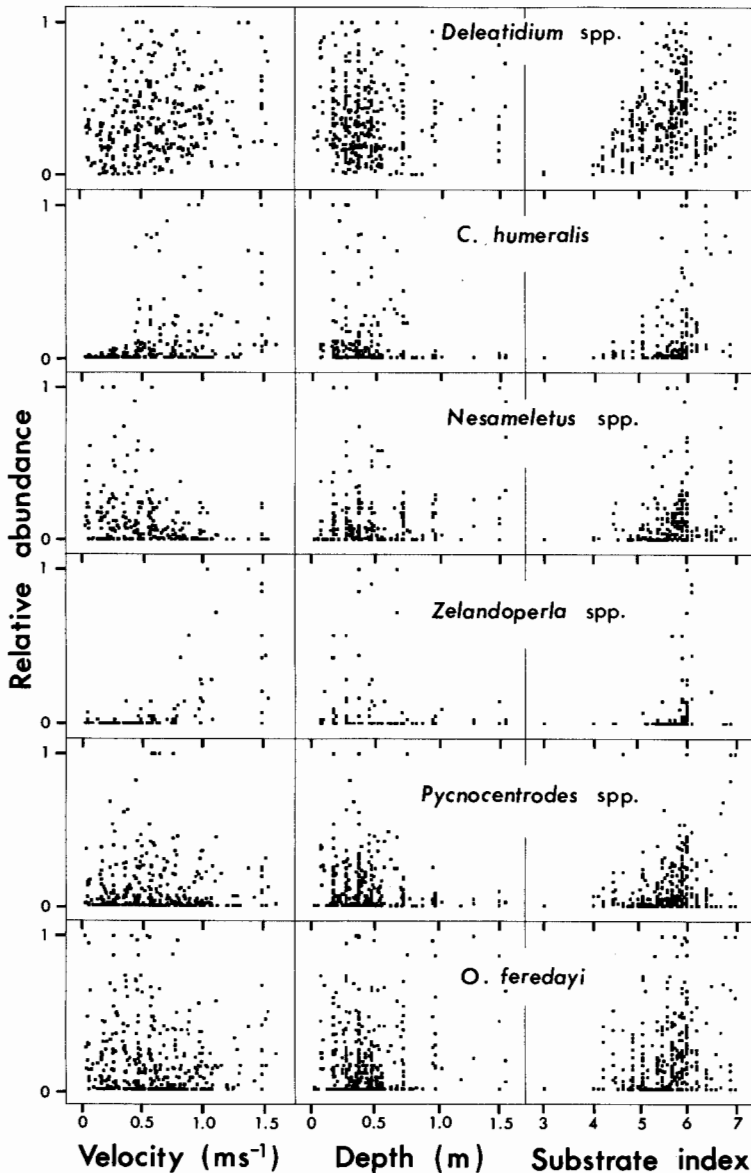 1
Deleatidium spp.
0
1
C. humeralis
0
1
Nesameletus spp.
0
1
Zelandoperla spp.
0
1
Pycnocentrodes spp.
0
1
O. feredayi
0
Relative abundance
0 0.5 1.0 1.5 0 0.5 1.0 1.5 3 4 5 6 7
Velocity (ms⁻¹) Depth (m) Substrate index